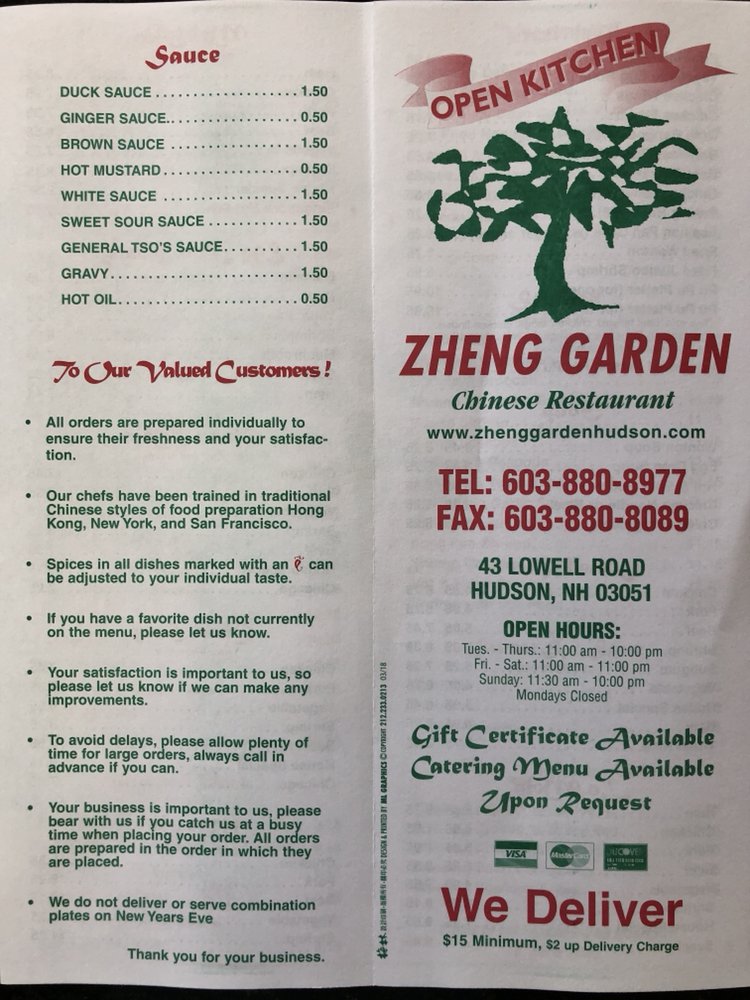 Sauce
DUCK SAUCE ................... 1.50
GINGER SAUCE................. 0.50
BROWN SAUCE ................. 1.50
HOT MUSTARD.................. 0.50
WHITE SAUCE .................. 1.50
SWEET SOUR SAUCE ............ 1.50
GENERAL TSO'S SAUCE.......... 1.50
GRAVY......................... 1.50
HOT OIL........................ 0.50
To Our Valued Customers!
• All orders are prepared individually to
ensure their freshness and your satisfac-
tion.
• Our chefs have been trained in traditional
Chinese styles of food preparation Hong
Kong, New York, and San Francisco.
• Spices in all dishes marked with an can
be adjusted to your individual taste.
• If you have a favorite dish not currently
on the menu, please let us know.
• Your satisfaction is important to us, so
please let us know if we can make any
improvements.
• To avoid delays, please allow plenty of
time for large orders, always call in
advance if you can.
• Your business is important to us, please
bear with us if you catch us at a busy
time when placing your order. All orders
are prepared in the order in which they
are placed.
• We do not deliver or serve combination
plates on New Years Eve
Thank you for your business.
DESIGN & PRINTED BY ML GRAPHICS © COPYRIGHT 212.233.0213 03/18
OPEN KITCHEN
ZHENG GARDEN
Chinese Restaurant
www.zhenggardenhudson.com
TEL: 603-880-8977
FAX: 603-880-8089
43 LOWELL ROAD
HUDSON, NH 03051
OPEN HOURS:
Tues. - Thurs.: 11:00 am - 10:00 pm
Fri. - Sat.: 11:00 am - 11:00 pm
Sunday: 11:30 am - 10:00 pm
Mondays Closed
Gift Certificate Available
Catering Menu Available
Upon Request
VISA MasterCard DISCOVER
We Deliver
$15 Minimum, $2 up Delivery Charge